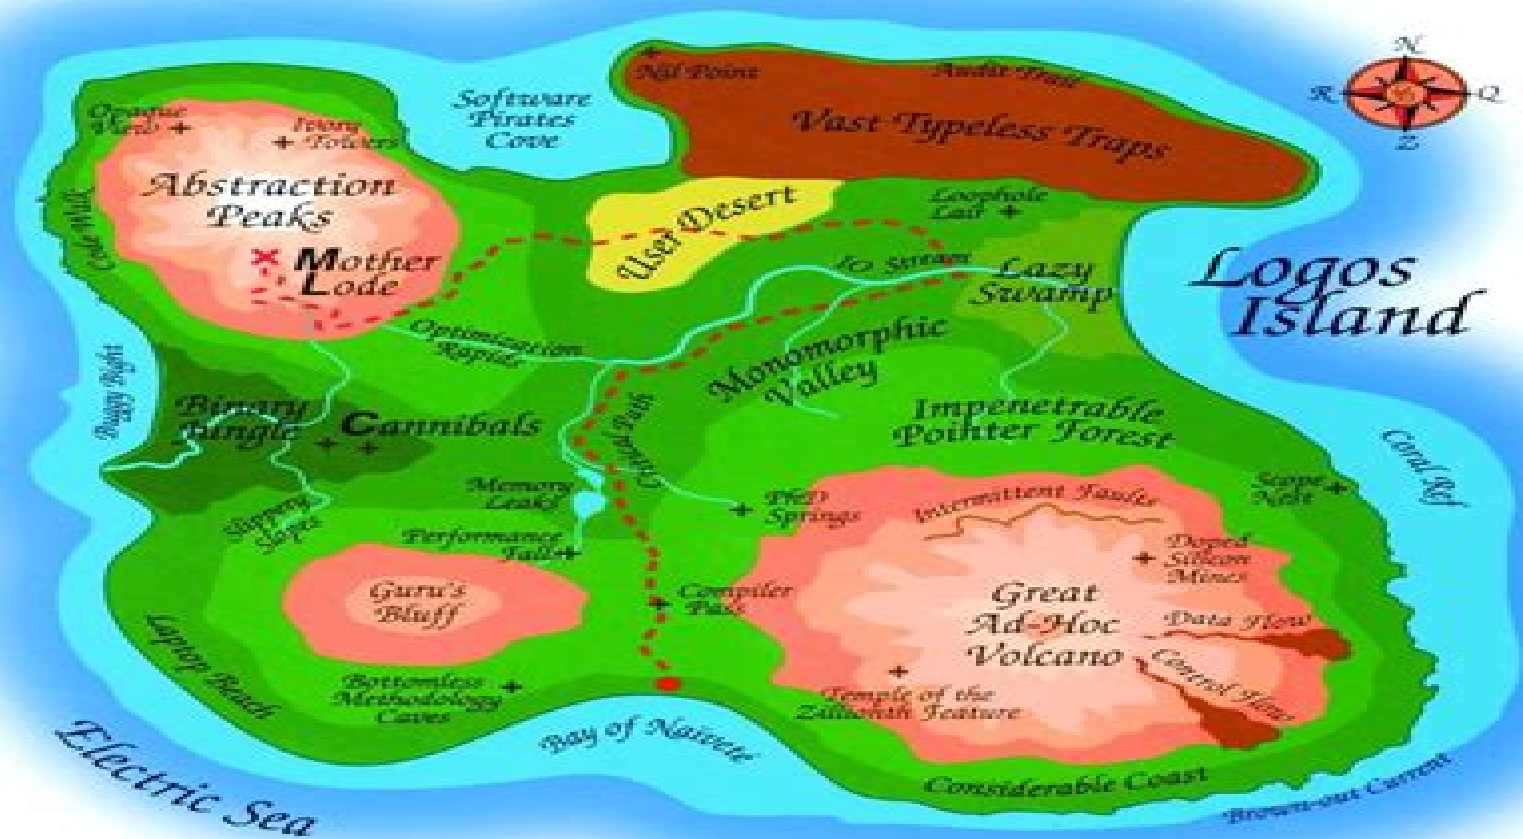 N
R
Q
Z
Nil Point
Audit Trail
Software
Pirates
Cove
Vast Typeless Traps
Opaque
View
Ivory
Towers
Abstraction
Peaks
Code Walk
Mother
Lode
User Desert
Loophole
Lair
I/O Stream
Lazy
Swamp
Logos
Island
Optimization
Rapids
Monomorphic
Valley
Buggy Bight
Binary
Jungle
Cannibals
Critical Path
Impenetrable
Pointer Forest
Coral Ref
Scope
Nest
Memory
Leaks
PhD
Springs
Intermittent Faults
Slippery
Slopes
Performance
Fall
Doped
Silicon
Mines
Guru's
Bluff
Compiler
Pass
Great
Ad-Hoc
Volcano
Data Flow
Control Flow
Laptop Beach
Bottomless
Methodology
Caves
Temple of the
Zillionth Feature
Bay of Naiveté
Electric Sea
Considerable Coast
Brown-out Current